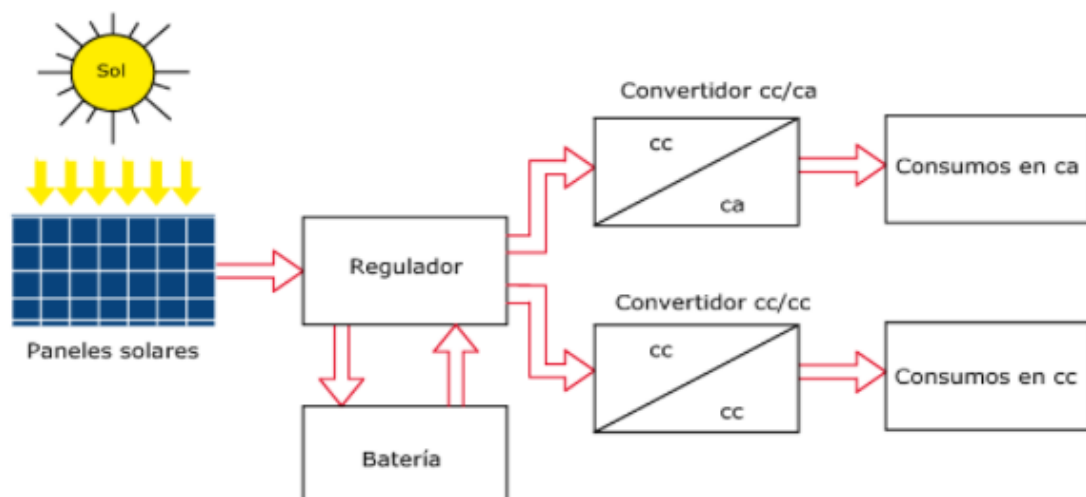 Sol
Convertidor cc/ca
cc
ca
Consumos en ca
Regulador
Paneles solares
Convertidor cc/cc
cc
cc
Consumos en cc
Batería